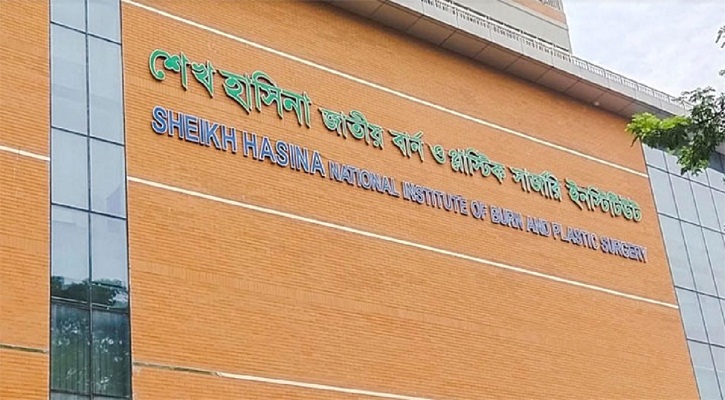 শেখ হাসিনা জাতীয় বার্ন ও প্লাস্টিক সার্জারি ইনস্টিটিউট
SHEIKH HASINA NATIONAL INSTITUTE OF BURN AND PLASTIC SURGERY